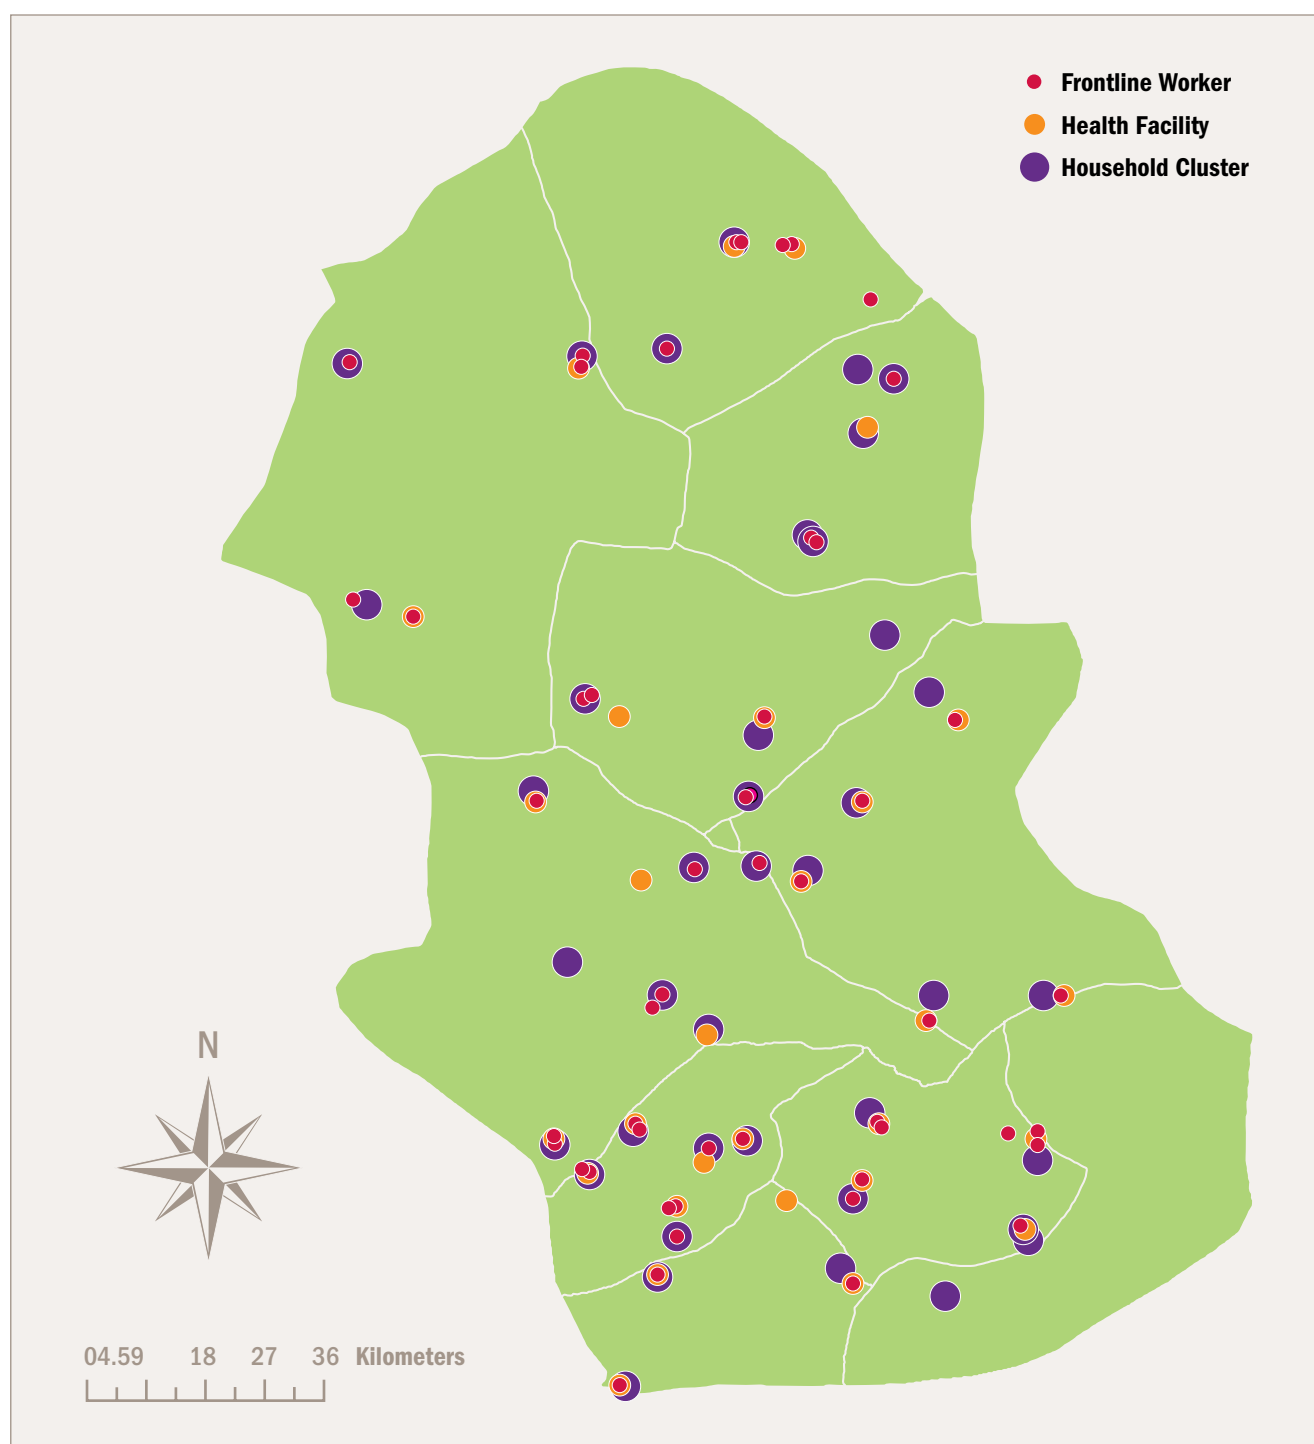 Frontline Worker
Health Facility
Household Cluster
N
04.59 18 27 36 Kilometers